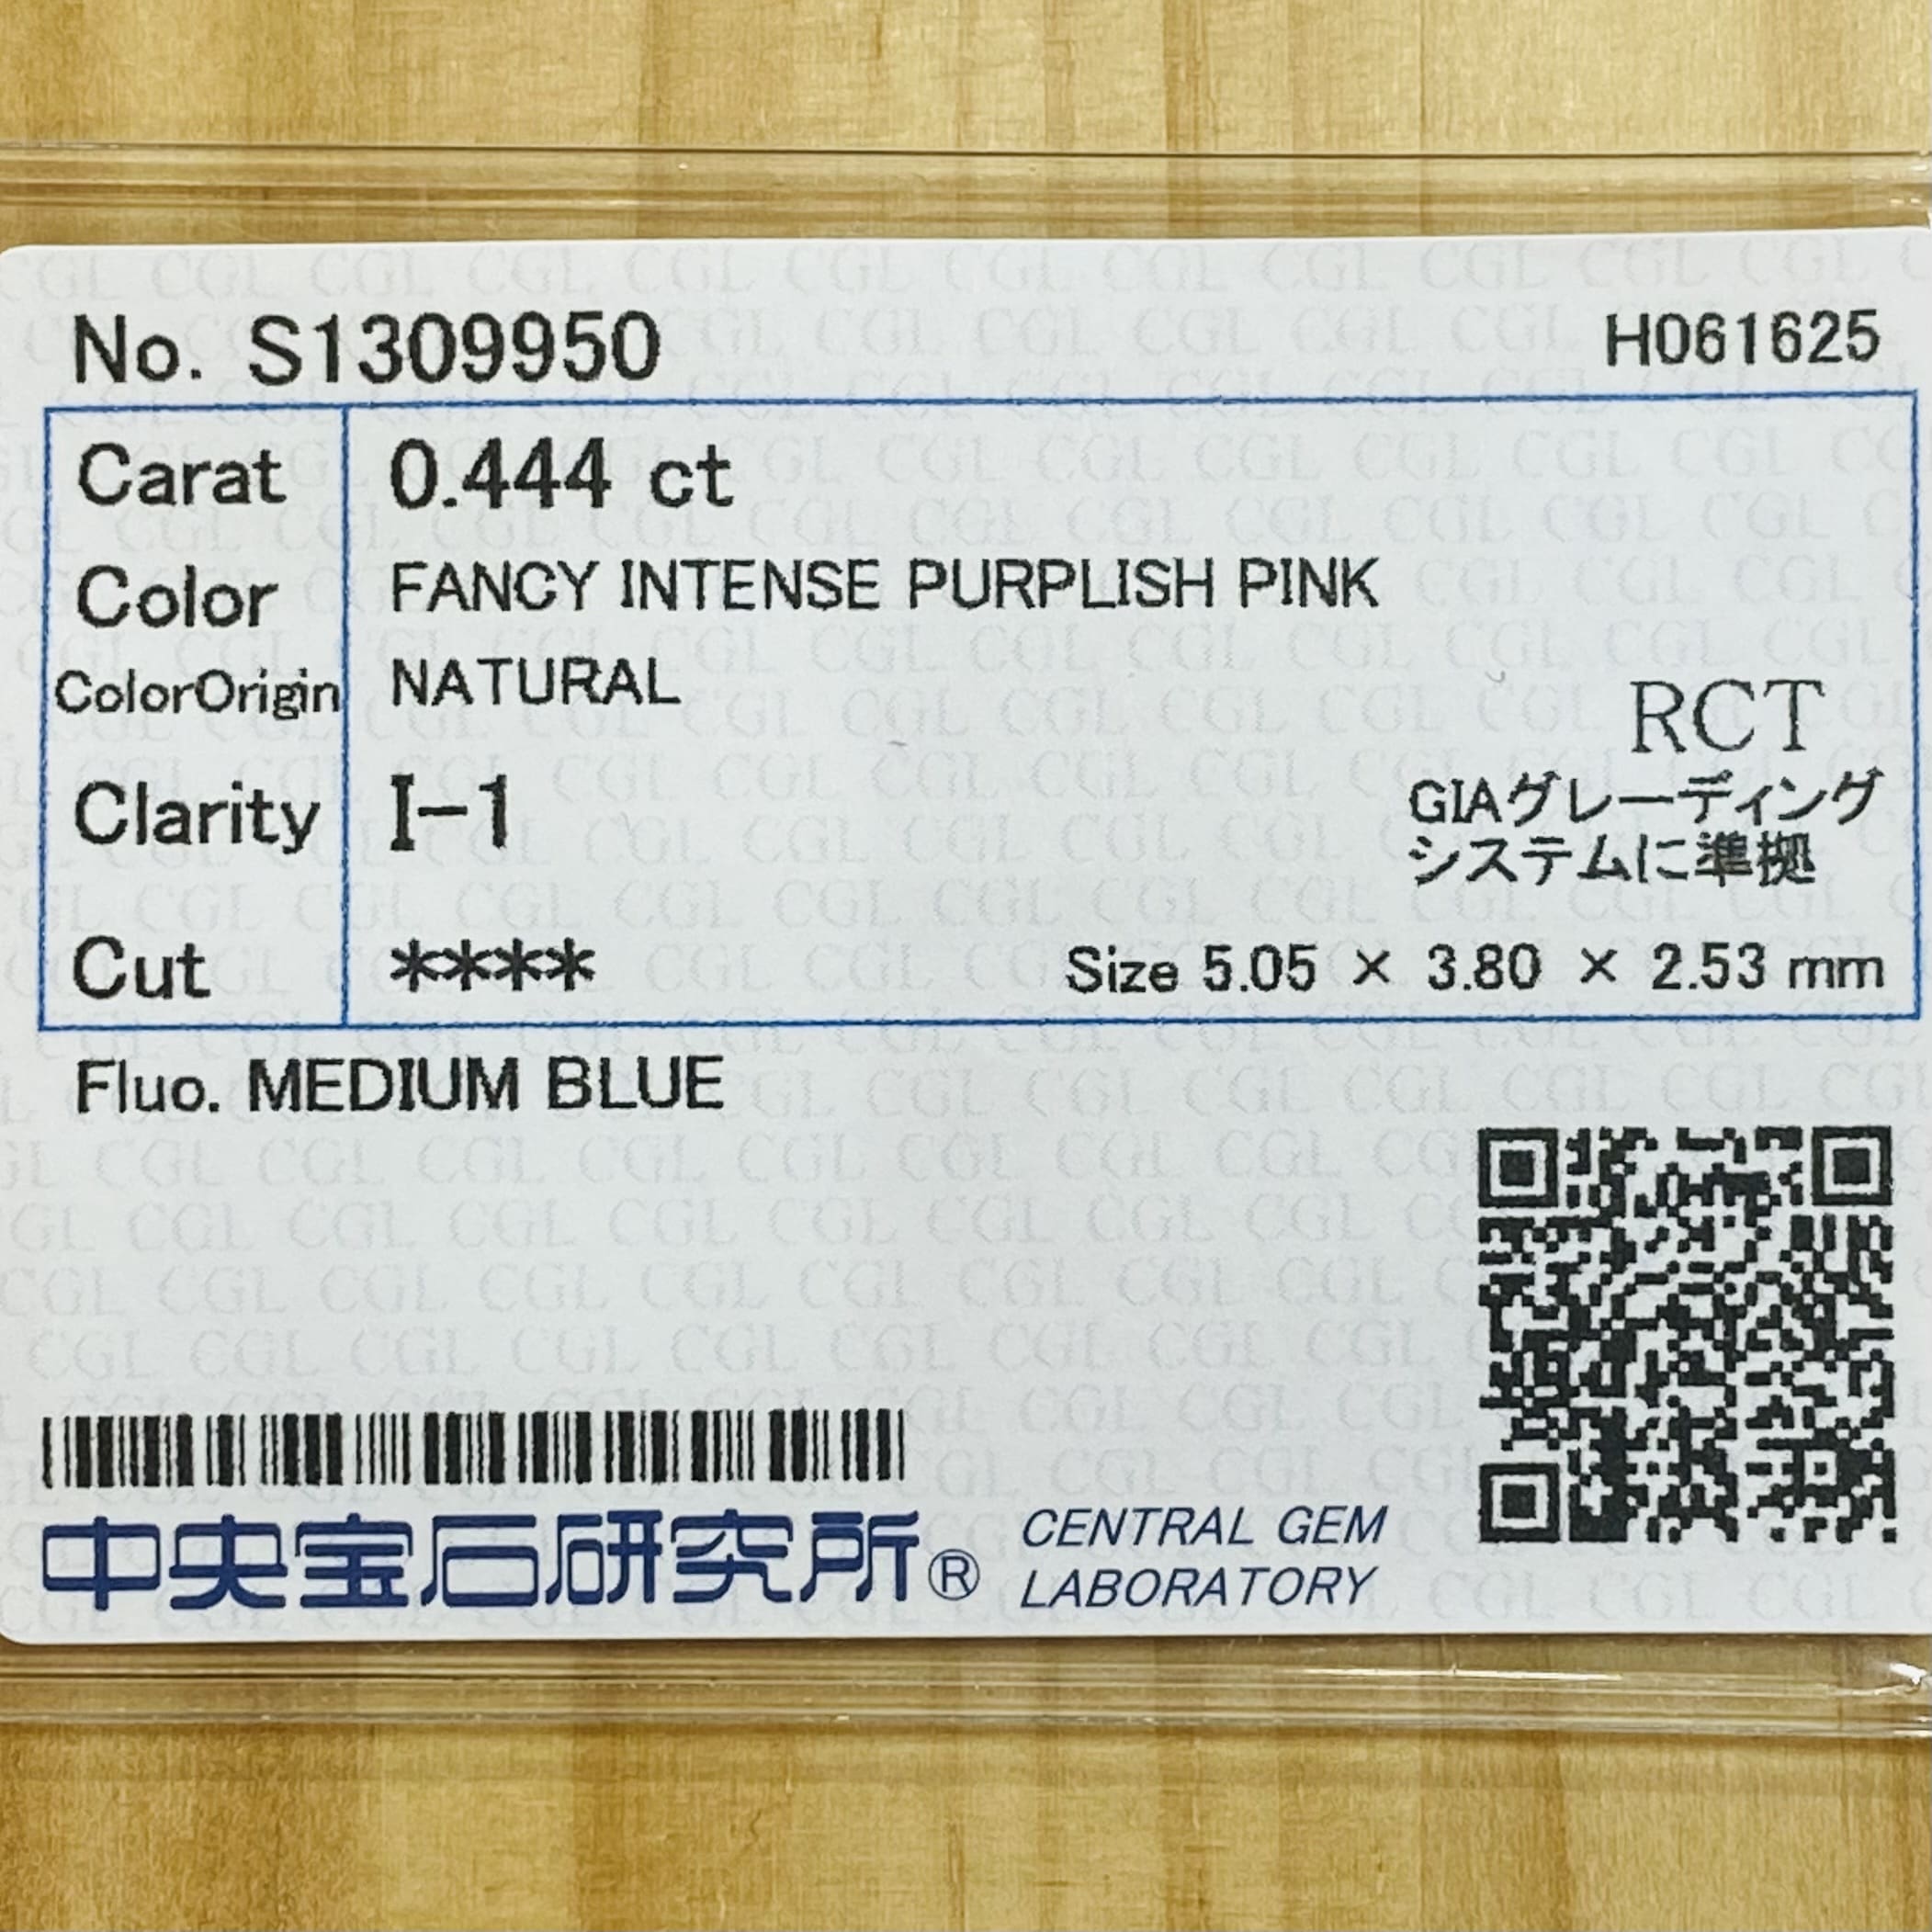 No. S1309950 H061625
Carat 0.444 ct
Color FANCY INTENSE PURPLISH PINK
ColorOrigin NATURAL
RCT
Clarity I-1
GIAグレーディング
システムに準拠
Cut **** Size 5.05 × 3.80 × 2.53 mm
Fluo. MEDIUM BLUE
中央宝石研究所®
CENTRAL GEM
LABORATORY